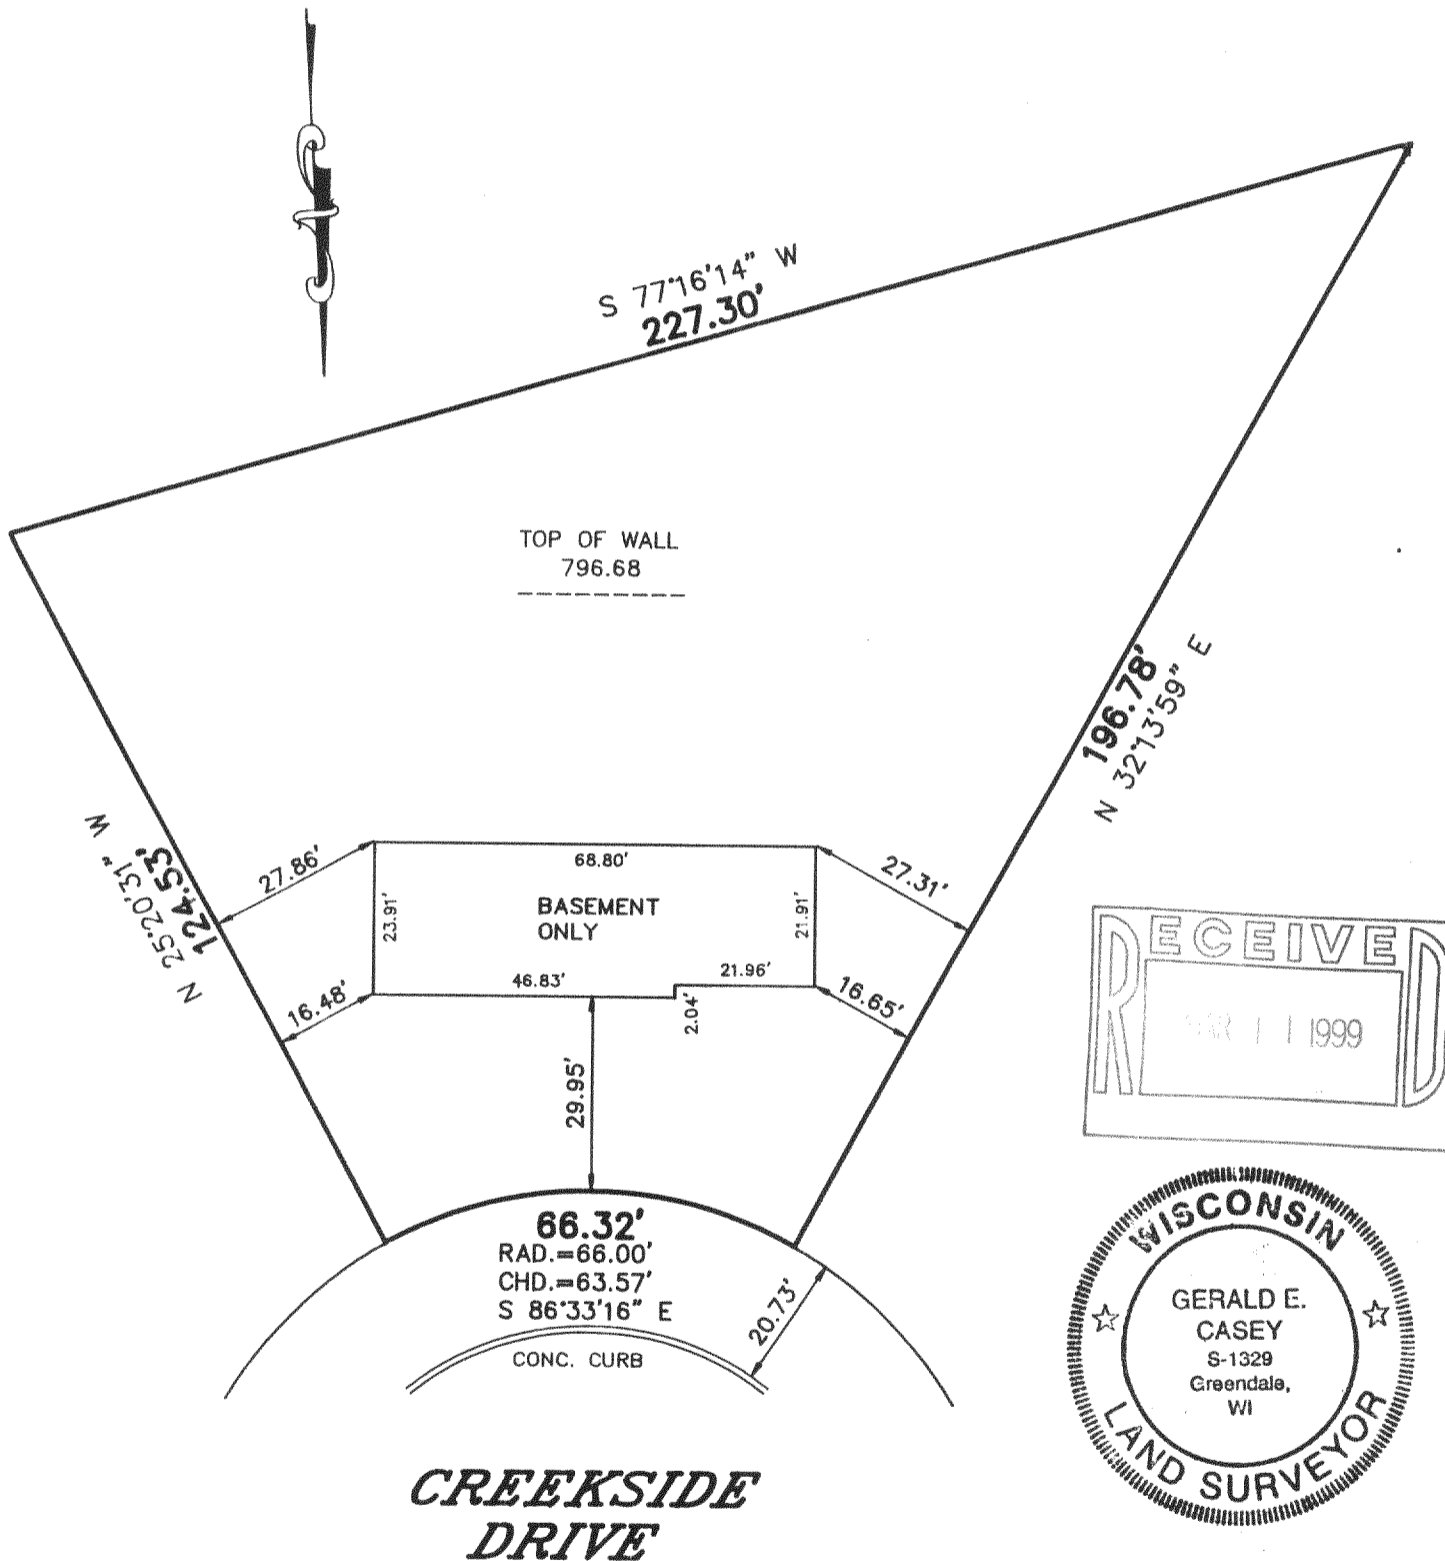 S 77°16'14" W
227.30'
TOP OF WALL
796.68
196.78'
N 32°13'59" E
N 25°20'31" W
124.53'
27.86'
68.80'
27.31'
BASEMENT
ONLY
23.91'
21.91'
46.83'
21.96'
2.04'
16.48'
16.65'
29.95'
RECEIVED
1999
66.32'
RAD.=66.00'
CHD.=63.57'
S 86°33'16" E
20.73'
CONC. CURB
WISCONSIN
GERALD E.
CASEY
S-1329
Greendale,
WI
LAND SURVEYOR
CREEKSIDE
DRIVE